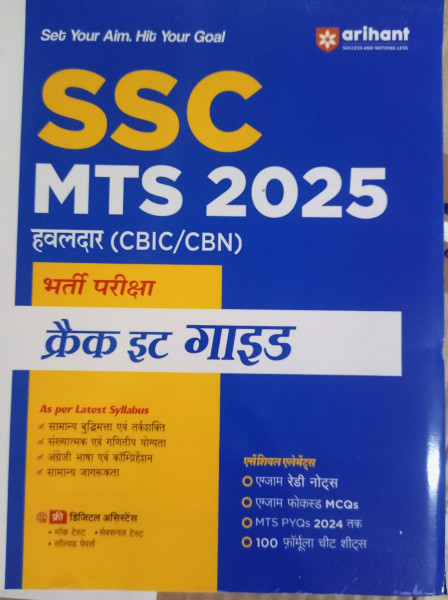 Set Your Aim. Hit Your Goal
arihant
SUCCESS AND NOTHING LESS
SSC
MTS 2025
हवलदार (CBIC/CBN)
भर्ती परीक्षा
क्रैक इट गाइड
As per Latest Syllabus
सामान्य बुद्धिमत्ता एवं तर्कशक्ति
संख्यात्मक एवं गणितीय योग्यता
अंग्रेजी भाषा एवं कॉम्प्रिहेंशन
सामान्य जागरूकता
फ्री डिजिटल असिस्टेंस
• मॉक टेस्ट • सेक्शनल टेस्ट
• सॉल्वड पेपर्स
एसेंशियल एलेमेंट्स
एग्जाम रेडी नोट्स
एग्जाम फोकस्ड MCQs
MTS PYQs 2024 तक
100 फ़ॉर्मूला चीट शीट्स